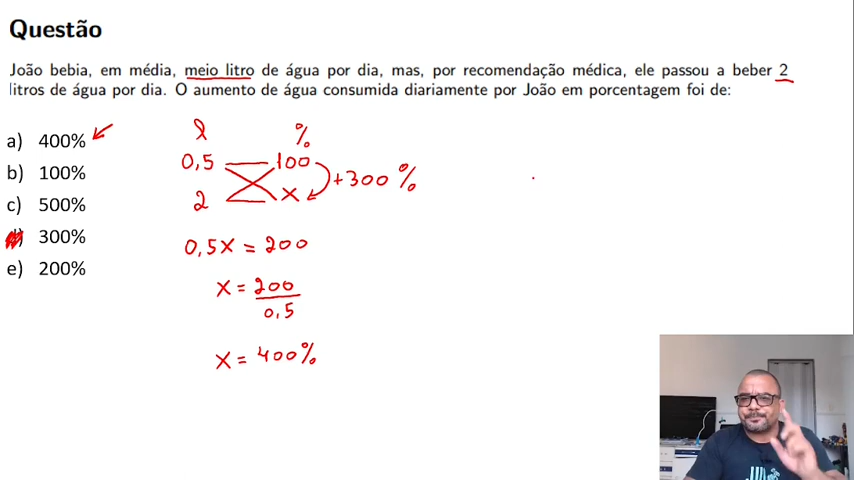 Questão
João bebia, em média, meio litro de água por dia, mas, por recomendação médica, ele passou a beber 2
litros de água por dia. O aumento de água consumida diariamente por João em porcentagem foi de:
a) 400%
b) 100%
c) 500%
d) 300%
e) 200%
l %
0,5 100
2 x
+300 %
0,5x = 200
x = 200
0,5
x = 400%